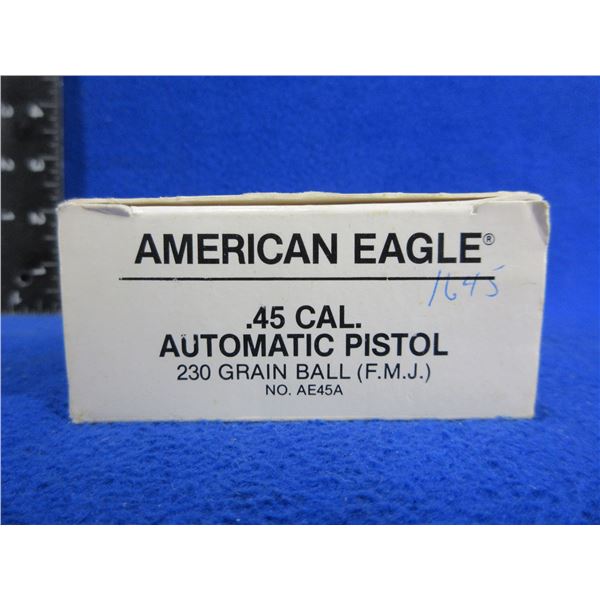 AMERICAN EAGLE®
1645
.45 CAL.
AUTOMATIC PISTOL
230 GRAIN BALL (F.M.J.)
NO. AE45A